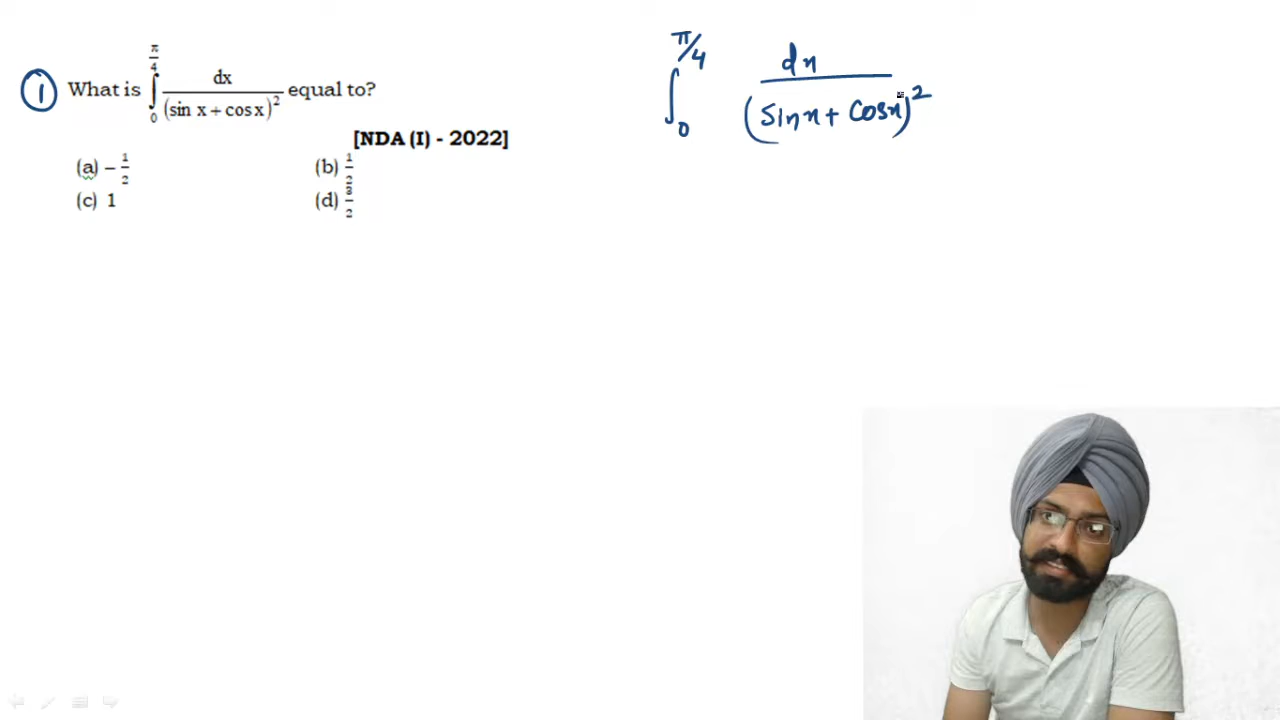 ① What is ∫₀^(π/4) dx/(sin x + cos x)² equal to?
[NDA (I) - 2022]
(a) – 1/2 (b) 1/2
(c) 1 (d) 3/2
∫₀^(π/4) dx/(sin x + cos x)²